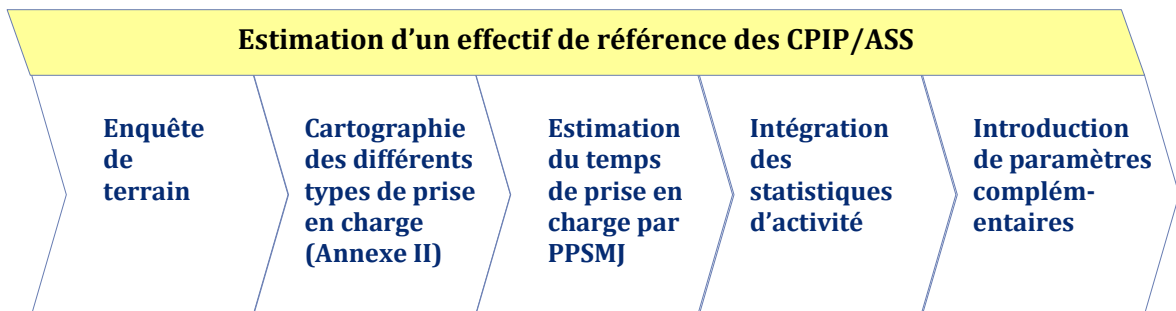 Estimation d’un effectif de référence des CPIP/ASS
Enquête
de
terrain
Cartographie
des différents
types de prise
en charge
(Annexe II)
Estimation
du temps
de prise en
charge par
PPSMJ
Intégration
des
statistiques
d’activité
Introduction
de paramètres
complém-
entaires